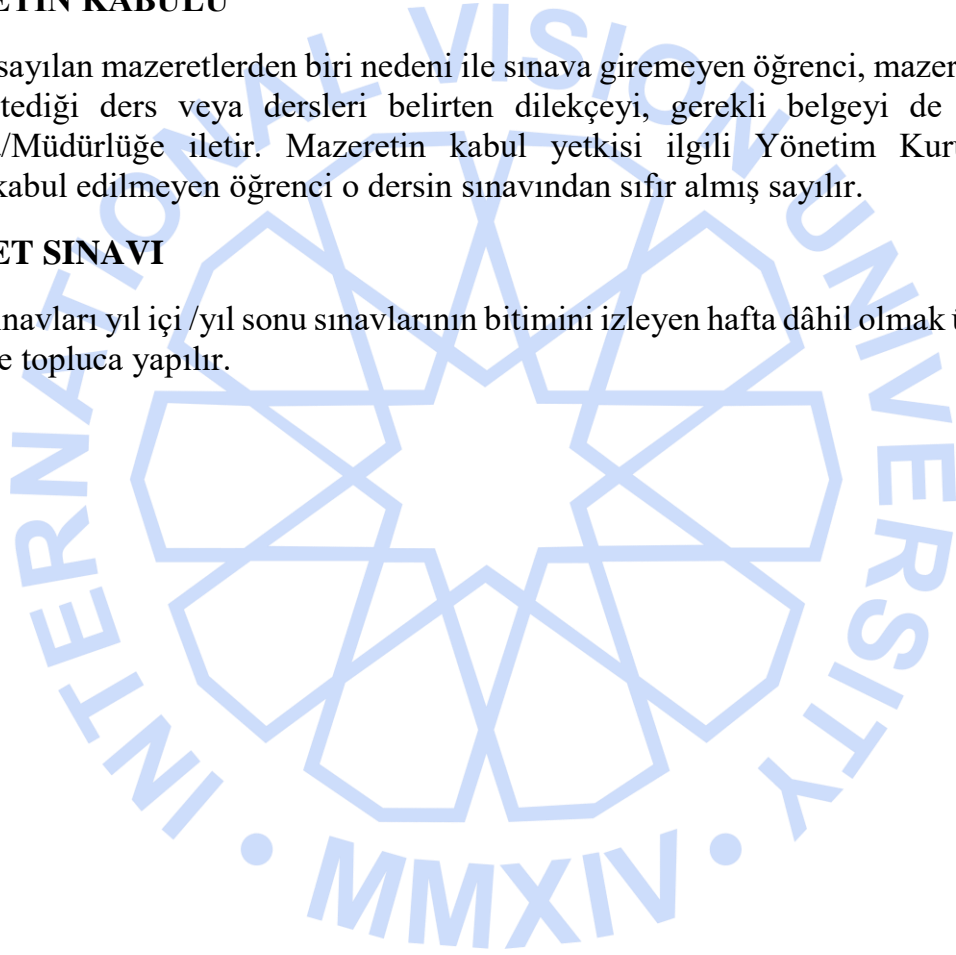 ETİN KABULÜ
sayılan mazeretlerden biri nedeni ile sınava giremeyen öğrenci, mazer
tediği ders veya dersleri belirten dilekçeyi, gerekli belgeyi de
/Müdürlüğe iletir. Mazeretin kabul yetkisi ilgili Yönetim Kuru
kabul edilmeyen öğrenci o dersin sınavından sıfır almış sayılır.
ET SINAVI
ınavları yıl içi /yıl sonu sınavlarının bitimini izleyen hafta dâhil olmak ü
e topluca yapılır.
INTERNATIONAL VISION UNIVERSITY
• MMXIV •